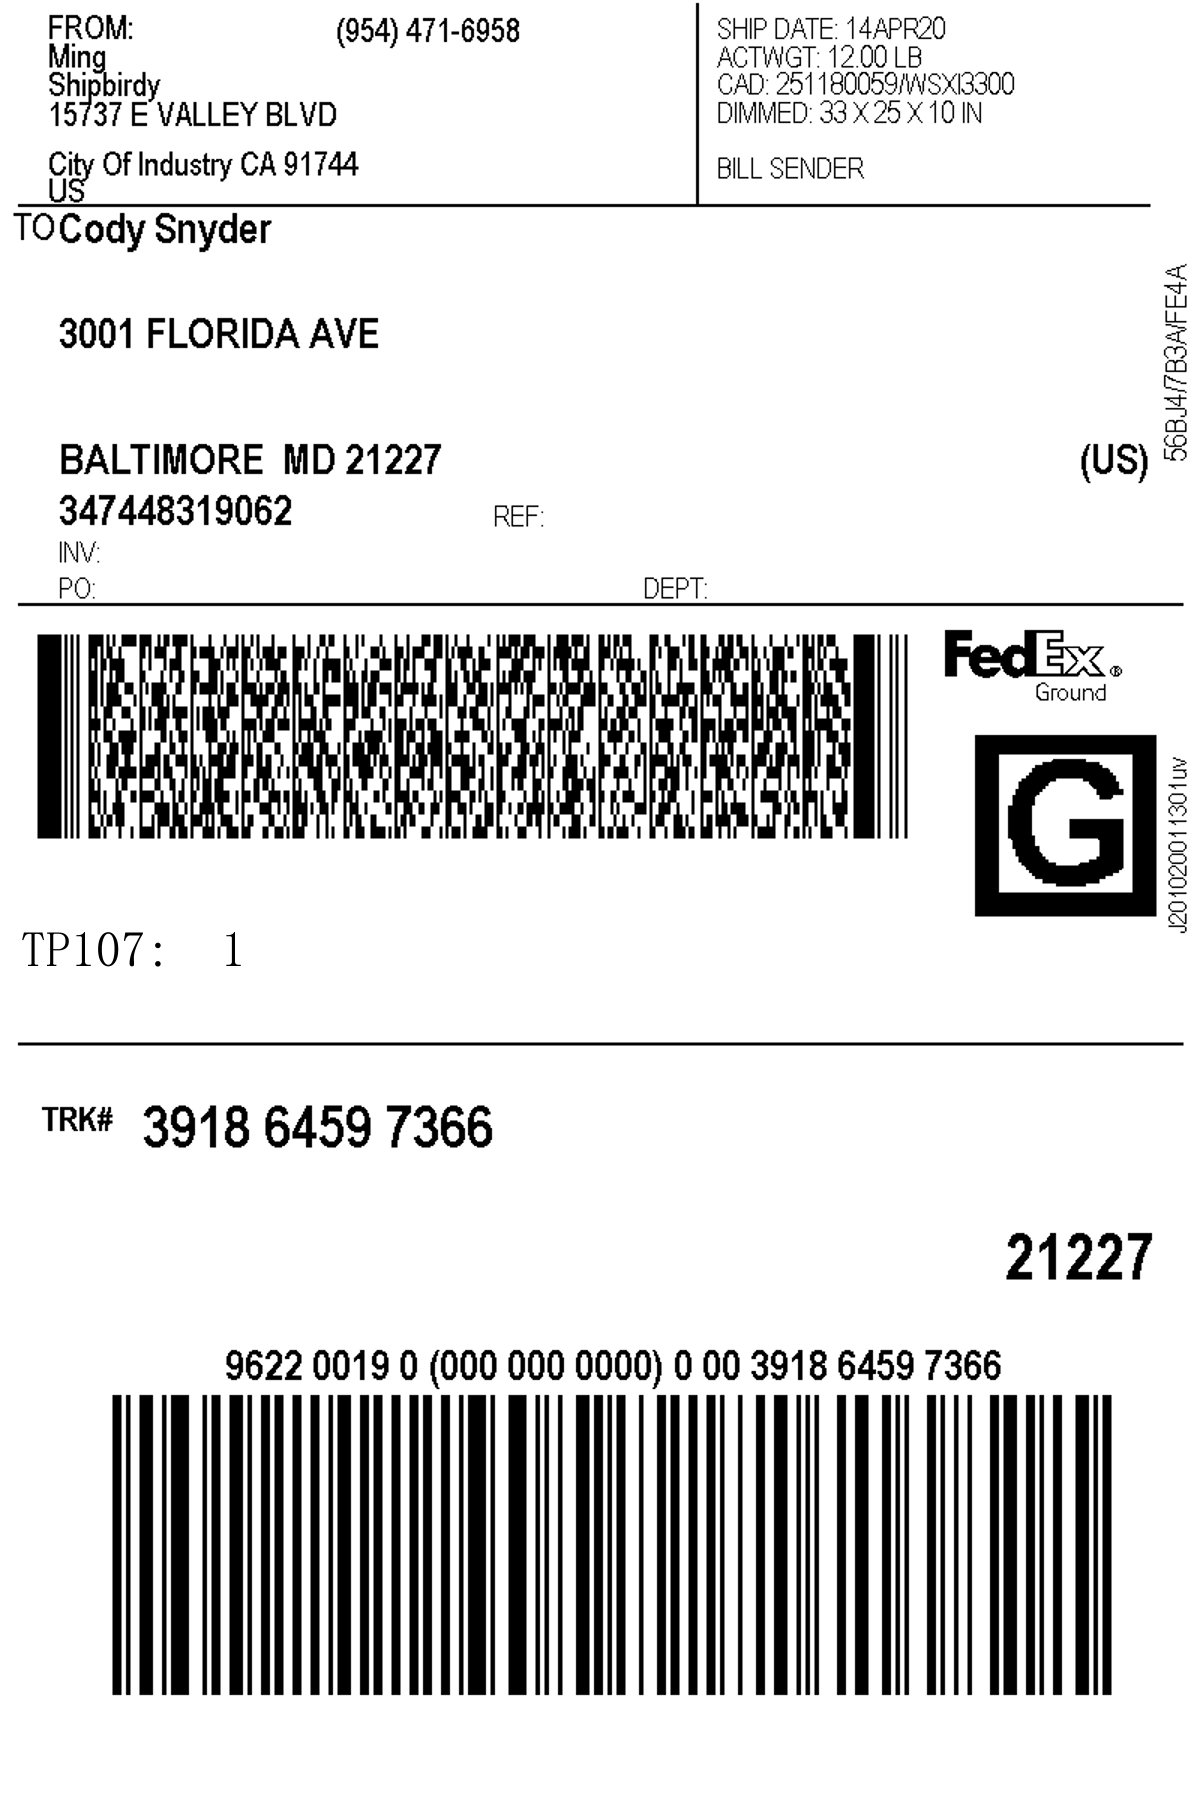 FROM: (954) 471-6958
Ming
Shipbirdy
15737 E VALLEY BLVD
City Of Industry CA 91744
US
SHIP DATE: 14APR20
ACTWGT: 12.00 LB
CAD: 251180059/WSXI3300
DIMMED: 33 X 25 X 10 IN
BILL SENDER
TO Cody Snyder
3001 FLORIDA AVE
BALTIMORE MD 21227 (US)
347448319062 REF:
INV:
PO: DEPT:
56BJ4/7B3A/FE4A
FedEx®
Ground
G
J201020011301uv
TP107: 1
TRK# 3918 6459 7366
21227
9622 0019 0 (000 000 0000) 0 00 3918 6459 7366